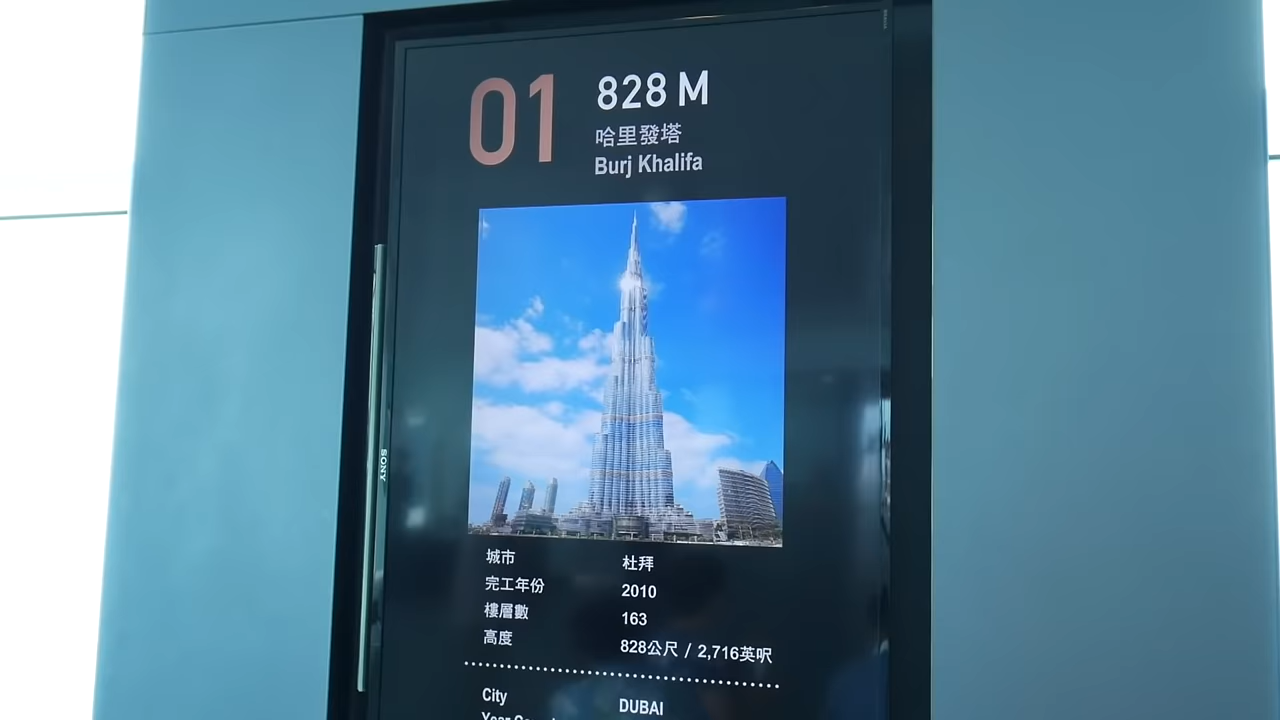 01
828 M
哈里發塔
Burj Khalifa
SONY
城市 杜拜
完工年份 2010
樓層數 163
高度 828公尺 / 2,716英呎
City DUBAI
Year